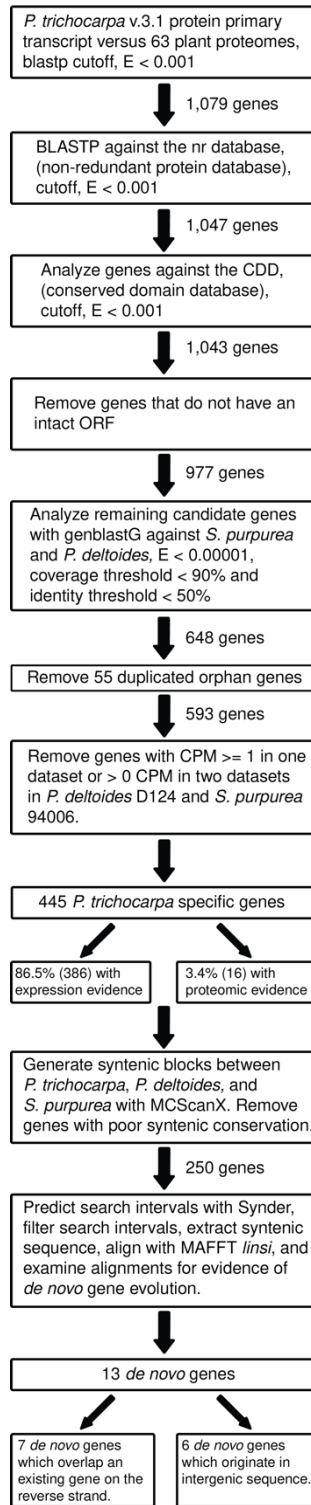 P. trichocarpa v.3.1 protein primary
transcript versus 63 plant proteomes,
blastp cutoff, E < 0.001
1,079 genes
BLASTP against the nr database,
(non-redundant protein database),
cutoff, E < 0.001
1,047 genes
Analyze genes against the CDD,
(conserved domain database),
cutoff, E < 0.001
1,043 genes
Remove genes that do not have an
intact ORF
977 genes
Analyze remaining candidate genes
with genblastG against S. purpurea
and P. deltoides, E < 0.00001,
coverage threshold < 90% and
identity threshold < 50%
648 genes
Remove 55 duplicated orphan genes
593 genes
Remove genes with CPM >= 1 in one
dataset or > 0 CPM in two datasets
in P. deltoides D124 and S. purpurea
94006.
445 P. trichocarpa specific genes
86.5% (386) with
expression evidence
3.4% (16) with
proteomic evidence
Generate syntenic blocks between
P. trichocarpa, P. deltoides, and
S. purpurea with MCScanX. Remove
genes with poor syntenic conservation.
250 genes
Predict search intervals with Synder,
filter search intervals, extract syntenic
sequence, align with MAFFT linsi, and
examine alignments for evidence of
de novo gene evolution.
13 de novo genes
7 de novo genes
which overlap an
existing gene on the
reverse strand.
6 de novo genes
which originate in
intergenic sequence.